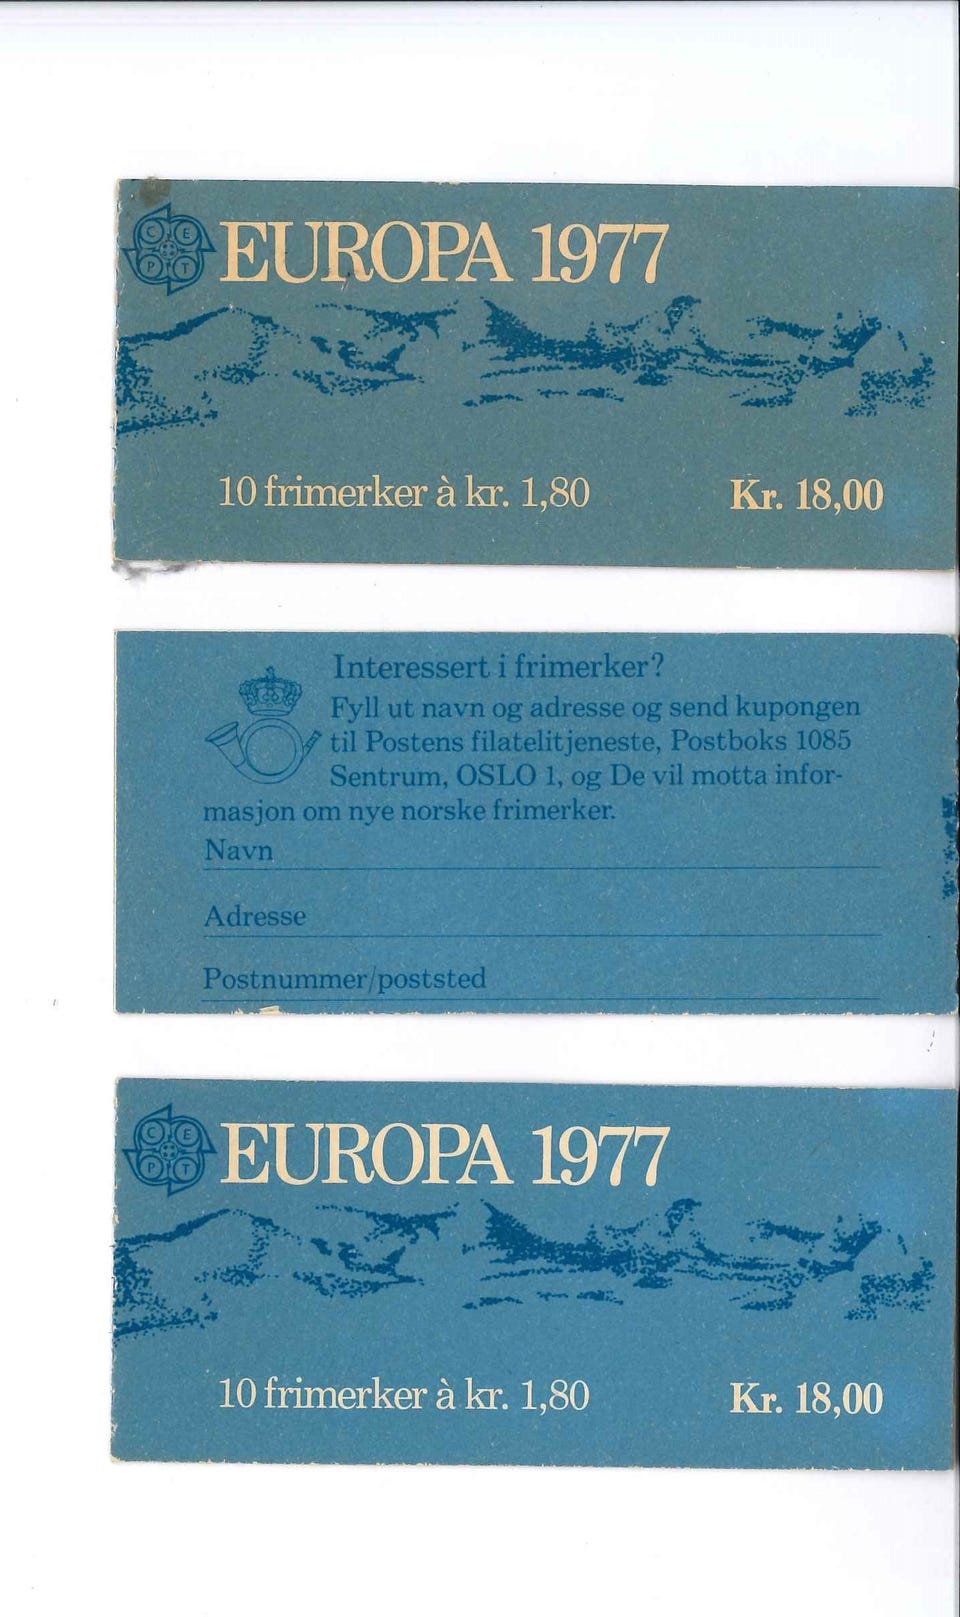 C E
P T
EUROPA 1977
10 frimerker à kr. 1,80 Kr. 18,00
Interessert i frimerker?
Fyll ut navn og adresse og send kupongen
til Postens filatelitjeneste, Postboks 1085
Sentrum, OSLO 1, og De vil motta infor-
masjon om nye norske frimerker.
Navn
Adresse
Postnummer/poststed
C E
P T
EUROPA 1977
10 frimerker à kr. 1,80 Kr. 18,00